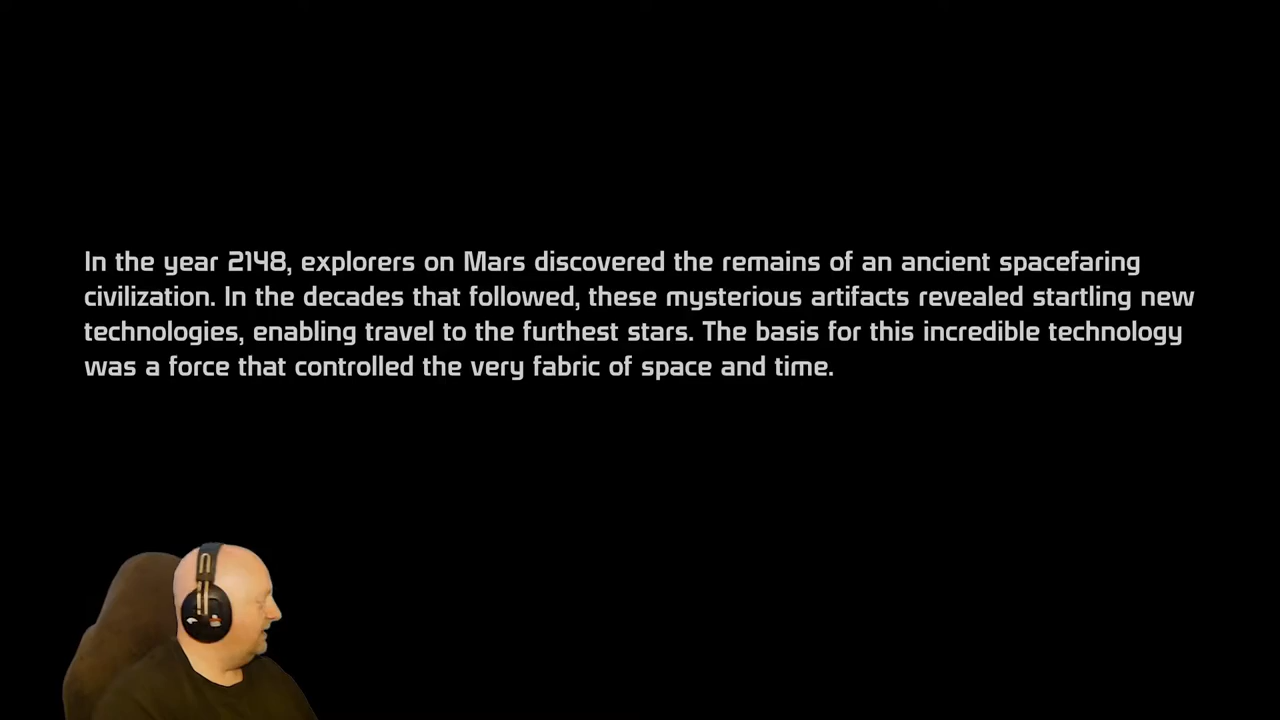 In the year 2148, explorers on Mars discovered the remains of an ancient spacefaring
civilization. In the decades that followed, these mysterious artifacts revealed startling new
technologies, enabling travel to the furthest stars. The basis for this incredible technology
was a force that controlled the very fabric of space and time.